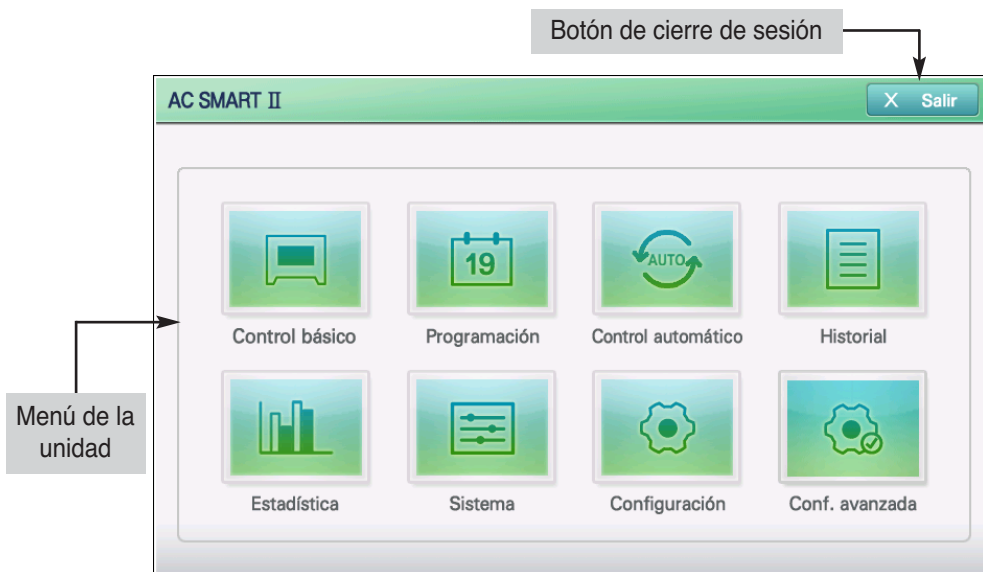 Botón de cierre de sesión
AC SMART II
X Salir
19
AUTO
Control básico
Programación
Control automático
Historial
Menú de la
unidad
Estadística
Sistema
Configuración
Conf. avanzada